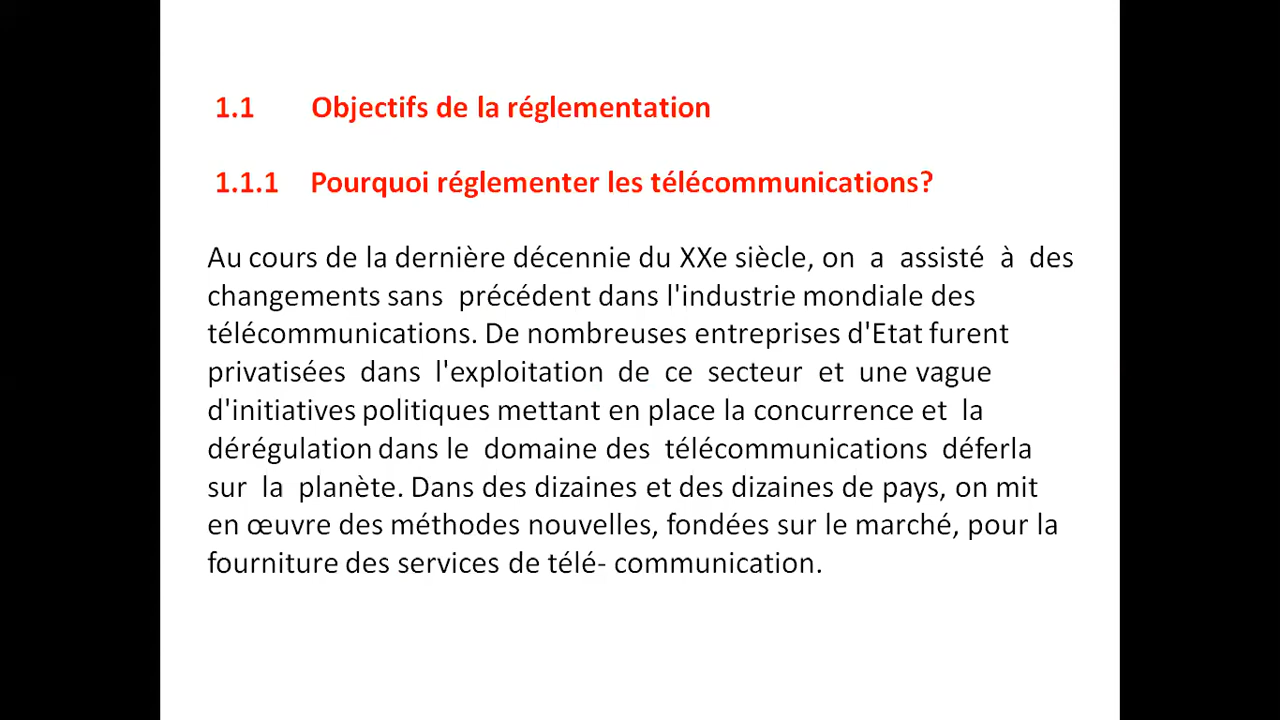 1.1 Objectifs de la réglementation
1.1.1 Pourquoi réglementer les télécommunications?
Au cours de la dernière décennie du XXe siècle, on a assisté à des
changements sans précédent dans l'industrie mondiale des
télécommunications. De nombreuses entreprises d'Etat furent
privatisées dans l'exploitation de ce secteur et une vague
d'initiatives politiques mettant en place la concurrence et la
dérégulation dans le domaine des télécommunications déferla
sur la planète. Dans des dizaines et des dizaines de pays, on mit
en œuvre des méthodes nouvelles, fondées sur le marché, pour la
fourniture des services de télé- communication.